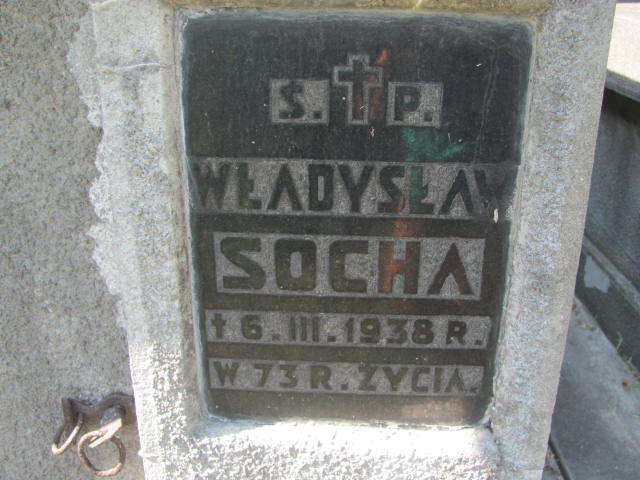 Ś. P.
WŁADYSŁAW
SOCHA
† 6. III. 1938 R.
W 73 R. ŻYCIA.